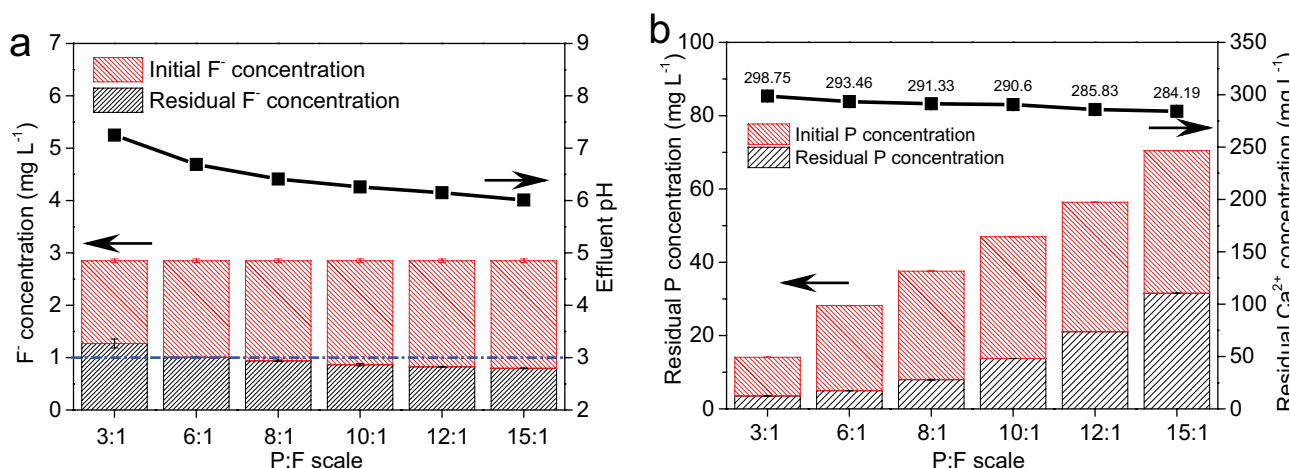 a
7
6
5
4
3
2
1
0
F⁻ concentration (mg L⁻¹)
Initial F⁻ concentration
Residual F⁻ concentration
9
8
7
6
5
4
3
2
Effluent pH
3:1 6:1 8:1 10:1 12:1 15:1
P:F scale
b
100
80
60
40
20
0
Residual P concentration (mg L⁻¹)
298.75 293.46 291.33 290.6 285.83 284.19
Initial P concentration
Residual P concentration
350
300
250
200
150
100
50
0
Residual Ca²⁺ concentration (mg L⁻¹)
3:1 6:1 8:1 10:1 12:1 15:1
P:F scale